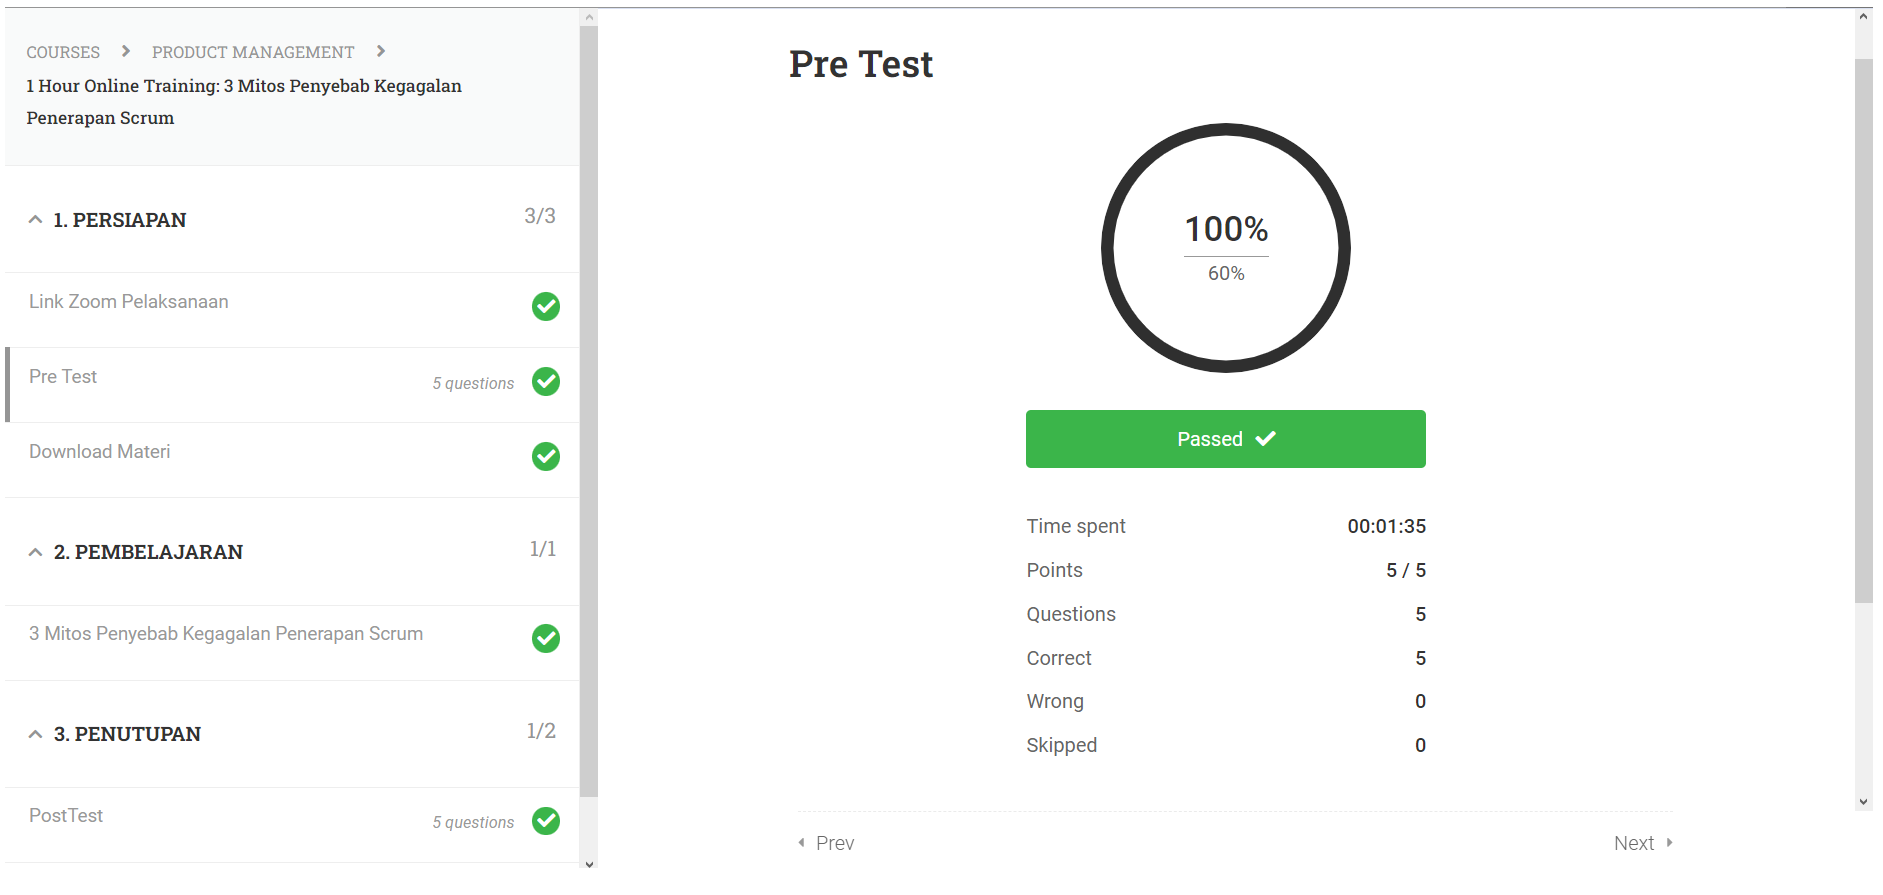 COURSES PRODUCT MANAGEMENT
1 Hour Online Training: 3 Mitos Penyebab Kegagalan
Penerapan Scrum
1. PERSIAPAN 3/3
Link Zoom Pelaksanaan
Pre Test 5 questions
Download Materi
2. PEMBELAJARAN 1/1
3 Mitos Penyebab Kegagalan Penerapan Scrum
3. PENUTUPAN 1/2
PostTest 5 questions
Pre Test
100%
60%
Passed
Time spent 00:01:35
Points 5 / 5
Questions 5
Correct 5
Wrong 0
Skipped 0
Prev Next